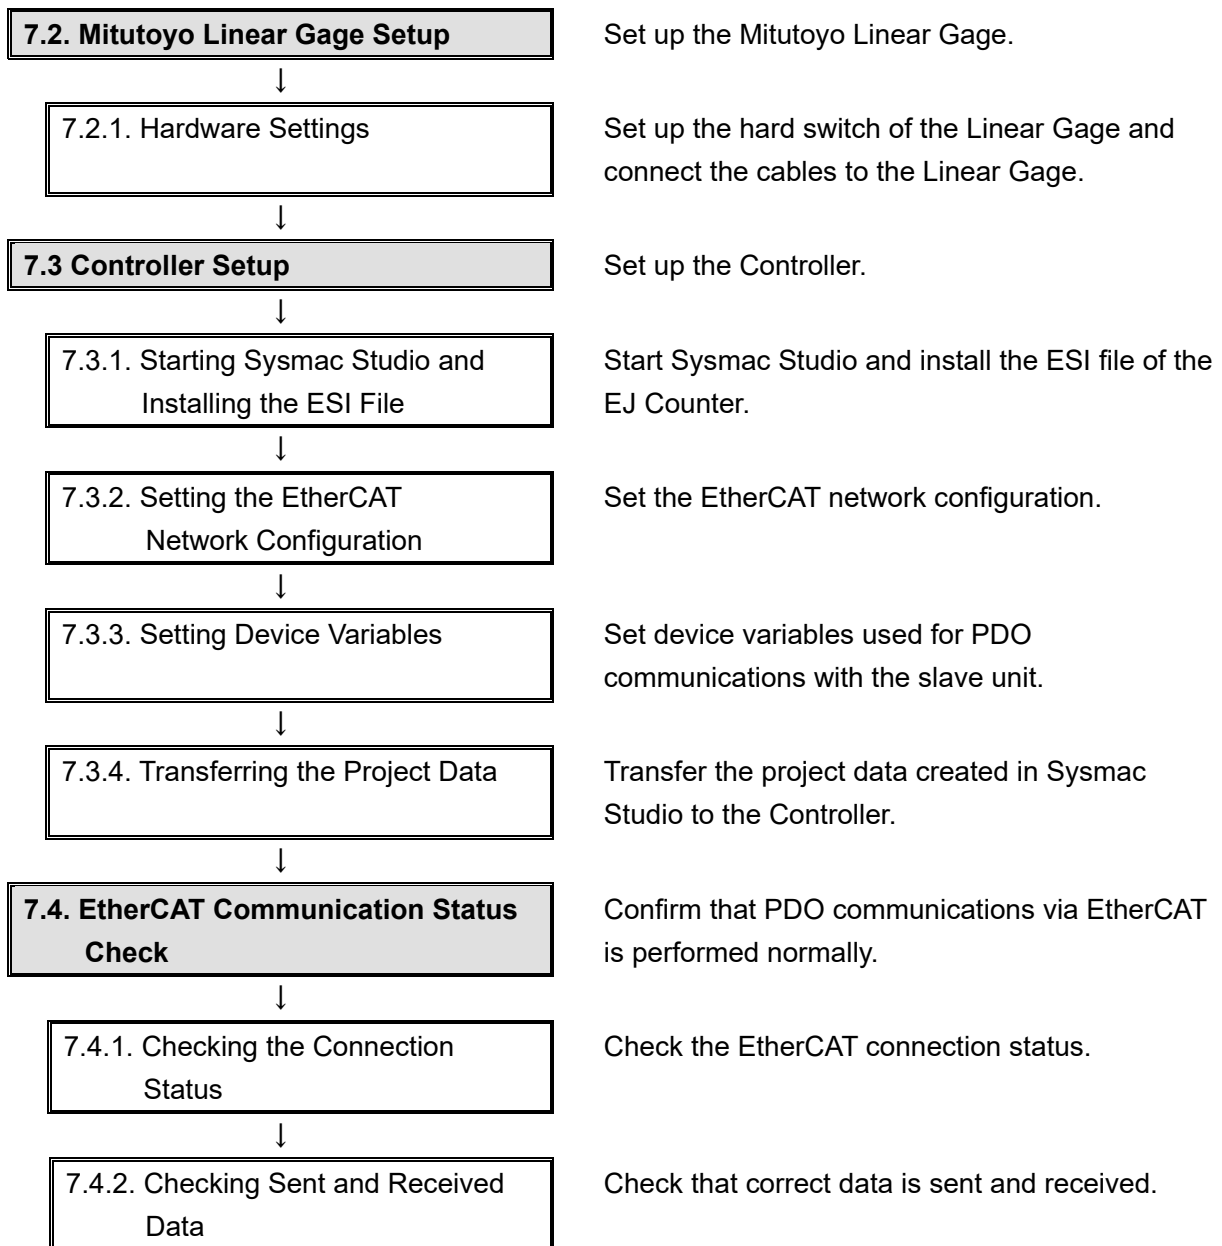 7.2. Mitutoyo Linear Gage Setup
Set up the Mitutoyo Linear Gage.
↓
7.2.1. Hardware Settings
Set up the hard switch of the Linear Gage and
connect the cables to the Linear Gage.
↓
7.3 Controller Setup
Set up the Controller.
↓
7.3.1. Starting Sysmac Studio and
Installing the ESI File
Start Sysmac Studio and install the ESI file of the
EJ Counter.
↓
7.3.2. Setting the EtherCAT
Network Configuration
Set the EtherCAT network configuration.
↓
7.3.3. Setting Device Variables
Set device variables used for PDO
communications with the slave unit.
↓
7.3.4. Transferring the Project Data
Transfer the project data created in Sysmac
Studio to the Controller.
↓
7.4. EtherCAT Communication Status
Check
Confirm that PDO communications via EtherCAT
is performed normally.
↓
7.4.1. Checking the Connection
Status
Check the EtherCAT connection status.
↓
7.4.2. Checking Sent and Received
Data
Check that correct data is sent and received.